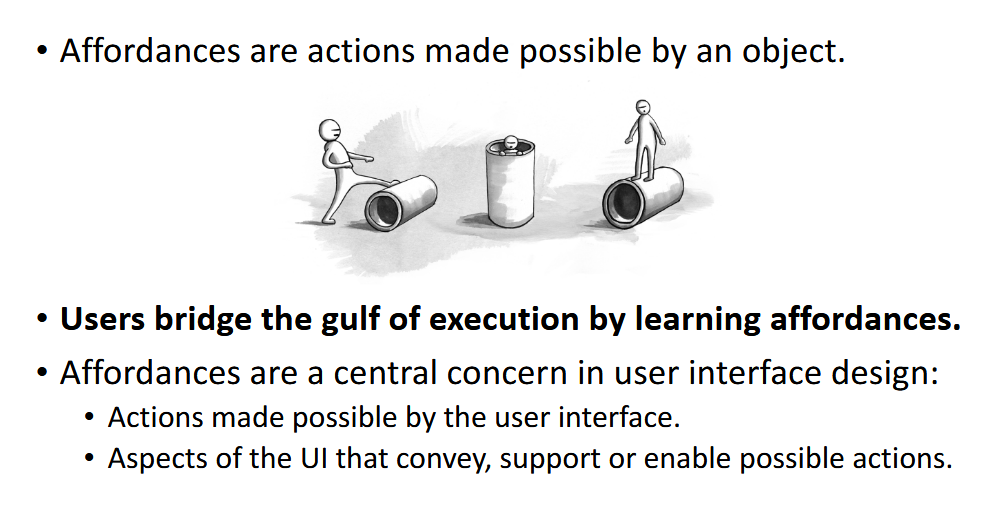 • Affordances are actions made possible by an object.
• Users bridge the gulf of execution by learning affordances.
• Affordances are a central concern in user interface design:
• Actions made possible by the user interface.
• Aspects of the UI that convey, support or enable possible actions.